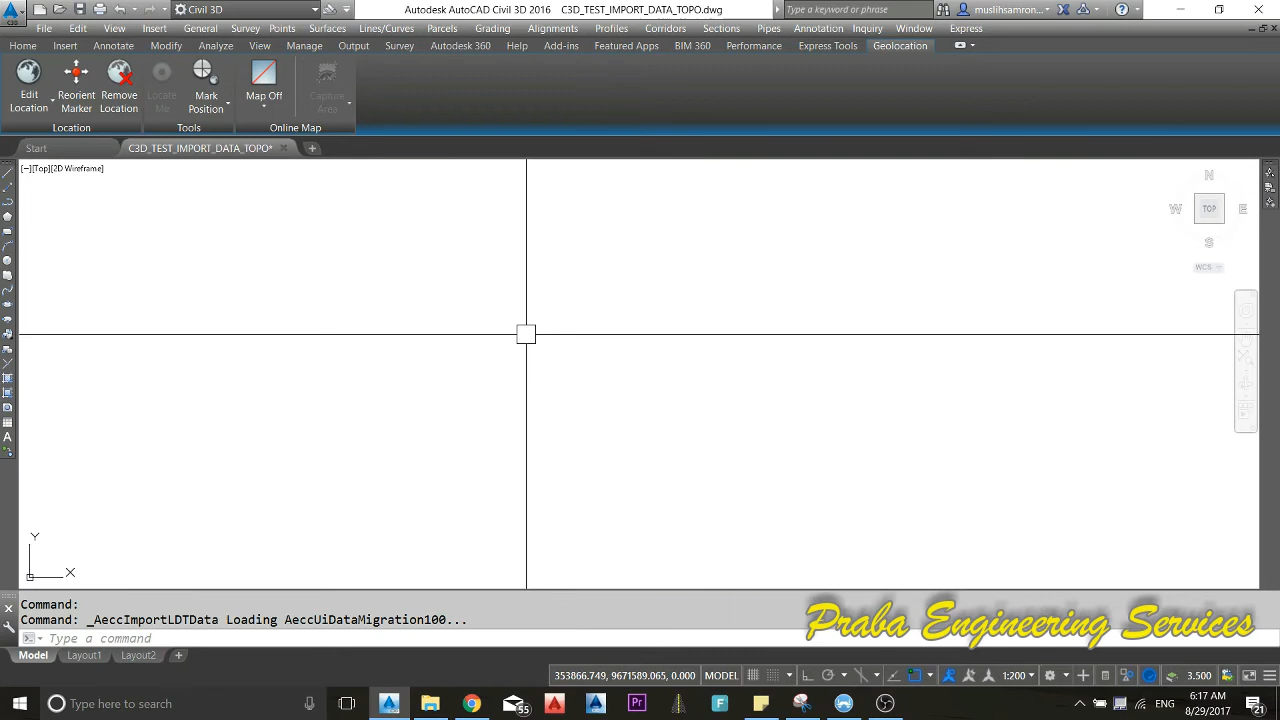 Autodesk AutoCAD Civil 3D 2016 C3D_TEST_IMPORT_DATA_TOPO.dwg
Civil 3D
Type a keyword or phrase
muslihsamron...
File Edit View Insert General Survey Points Surfaces Lines/Curves Parcels Grading Alignments Profiles Corridors Sections Pipes Annotation Inquiry Window Express
Home Insert Annotate Modify Analyze View Manage Output Survey Autodesk 360 Help Add-ins Featured Apps BIM 360 Performance Express Tools Geolocation
Edit Location
Reorient Marker
Remove Location
Locate Me
Mark Position
Map Off
Capture Area
Location Tools Online Map
Start C3D_TEST_IMPORT_DATA_TOPO*
[−][Top][2D Wireframe]
N
W TOP E
S
WCS
Y
X
Command:
Command: _AeccImportLDTData Loading AeccUiDataMigration100...
Type a command
Praba Engineering Services
Model Layout1 Layout2
353866.749, 9671589.065, 0.000 MODEL 1:200 3.500
Type here to search
55
Pr
F
ENG
6:17 AM
8/29/2017
21